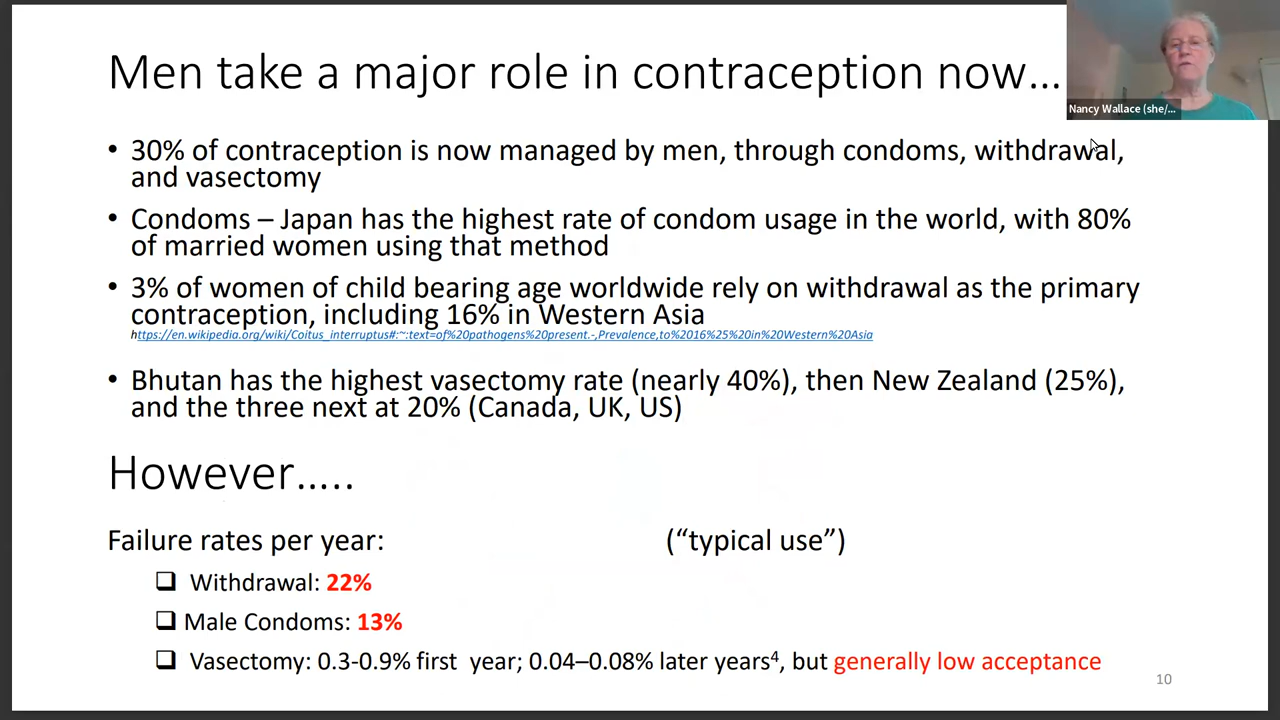 Men take a major role in contraception now…
Nancy Wallace (she/...
• 30% of contraception is now managed by men, through condoms, withdrawal,
and vasectomy
• Condoms – Japan has the highest rate of condom usage in the world, with 80%
of married women using that method
• 3% of women of child bearing age worldwide rely on withdrawal as the primary
contraception, including 16% in Western Asia
https://en.wikipedia.org/wiki/Coitus_interruptus#:~:text=of%20pathogens%20present.-,Prevalence,to%2016%25%20in%20Western%20Asia
• Bhutan has the highest vasectomy rate (nearly 40%), then New Zealand (25%),
and the three next at 20% (Canada, UK, US)
However…..
Failure rates per year: (“typical use”)
❑ Withdrawal: 22%
❑ Male Condoms: 13%
❑ Vasectomy: 0.3-0.9% first year; 0.04–0.08% later years⁴, but generally low acceptance
10